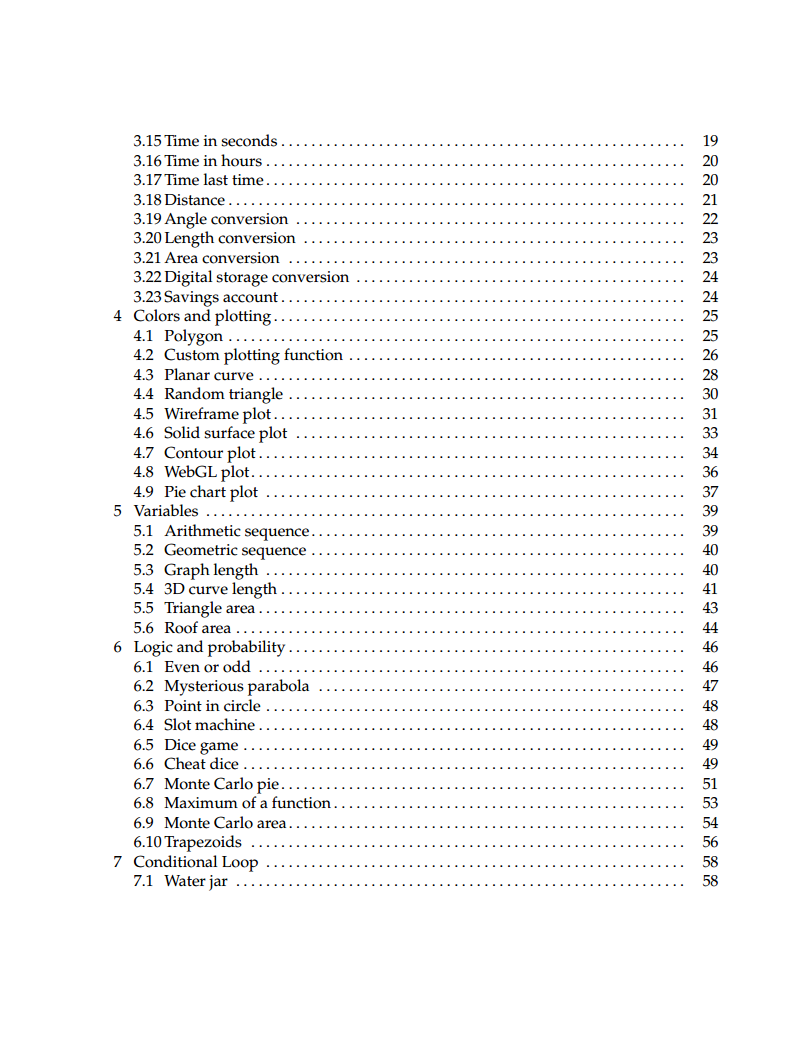 3.15 Time in seconds . . . . . . . . . . . . . . . . . . . . . . . . . . . . . . . . . . . . . . . . . . . . . . . . . . . . . . 19
3.16 Time in hours . . . . . . . . . . . . . . . . . . . . . . . . . . . . . . . . . . . . . . . . . . . . . . . . . . . . . . . . 20
3.17 Time last time . . . . . . . . . . . . . . . . . . . . . . . . . . . . . . . . . . . . . . . . . . . . . . . . . . . . . . . . 20
3.18 Distance . . . . . . . . . . . . . . . . . . . . . . . . . . . . . . . . . . . . . . . . . . . . . . . . . . . . . . . . . . . . . 21
3.19 Angle conversion . . . . . . . . . . . . . . . . . . . . . . . . . . . . . . . . . . . . . . . . . . . . . . . . . . . . 22
3.20 Length conversion . . . . . . . . . . . . . . . . . . . . . . . . . . . . . . . . . . . . . . . . . . . . . . . . . . . 23
3.21 Area conversion . . . . . . . . . . . . . . . . . . . . . . . . . . . . . . . . . . . . . . . . . . . . . . . . . . . . . 23
3.22 Digital storage conversion . . . . . . . . . . . . . . . . . . . . . . . . . . . . . . . . . . . . . . . . . . . . 24
3.23 Savings account . . . . . . . . . . . . . . . . . . . . . . . . . . . . . . . . . . . . . . . . . . . . . . . . . . . . . . 24
4 Colors and plotting . . . . . . . . . . . . . . . . . . . . . . . . . . . . . . . . . . . . . . . . . . . . . . . . . . . . . . . 25
4.1 Polygon . . . . . . . . . . . . . . . . . . . . . . . . . . . . . . . . . . . . . . . . . . . . . . . . . . . . . . . . . . . . . 25
4.2 Custom plotting function . . . . . . . . . . . . . . . . . . . . . . . . . . . . . . . . . . . . . . . . . . . . . 26
4.3 Planar curve . . . . . . . . . . . . . . . . . . . . . . . . . . . . . . . . . . . . . . . . . . . . . . . . . . . . . . . . . 28
4.4 Random triangle . . . . . . . . . . . . . . . . . . . . . . . . . . . . . . . . . . . . . . . . . . . . . . . . . . . . . 30
4.5 Wireframe plot . . . . . . . . . . . . . . . . . . . . . . . . . . . . . . . . . . . . . . . . . . . . . . . . . . . . . . . 31
4.6 Solid surface plot . . . . . . . . . . . . . . . . . . . . . . . . . . . . . . . . . . . . . . . . . . . . . . . . . . . . 33
4.7 Contour plot . . . . . . . . . . . . . . . . . . . . . . . . . . . . . . . . . . . . . . . . . . . . . . . . . . . . . . . . . 34
4.8 WebGL plot . . . . . . . . . . . . . . . . . . . . . . . . . . . . . . . . . . . . . . . . . . . . . . . . . . . . . . . . . . 36
4.9 Pie chart plot . . . . . . . . . . . . . . . . . . . . . . . . . . . . . . . . . . . . . . . . . . . . . . . . . . . . . . . . 37
5 Variables . . . . . . . . . . . . . . . . . . . . . . . . . . . . . . . . . . . . . . . . . . . . . . . . . . . . . . . . . . . . . . . . 39
5.1 Arithmetic sequence . . . . . . . . . . . . . . . . . . . . . . . . . . . . . . . . . . . . . . . . . . . . . . . . . . 39
5.2 Geometric sequence . . . . . . . . . . . . . . . . . . . . . . . . . . . . . . . . . . . . . . . . . . . . . . . . . . 40
5.3 Graph length . . . . . . . . . . . . . . . . . . . . . . . . . . . . . . . . . . . . . . . . . . . . . . . . . . . . . . . . 40
5.4 3D curve length . . . . . . . . . . . . . . . . . . . . . . . . . . . . . . . . . . . . . . . . . . . . . . . . . . . . . . 41
5.5 Triangle area . . . . . . . . . . . . . . . . . . . . . . . . . . . . . . . . . . . . . . . . . . . . . . . . . . . . . . . . . 43
5.6 Roof area . . . . . . . . . . . . . . . . . . . . . . . . . . . . . . . . . . . . . . . . . . . . . . . . . . . . . . . . . . . . 44
6 Logic and probability . . . . . . . . . . . . . . . . . . . . . . . . . . . . . . . . . . . . . . . . . . . . . . . . . . . . . 46
6.1 Even or odd . . . . . . . . . . . . . . . . . . . . . . . . . . . . . . . . . . . . . . . . . . . . . . . . . . . . . . . . . 46
6.2 Mysterious parabola . . . . . . . . . . . . . . . . . . . . . . . . . . . . . . . . . . . . . . . . . . . . . . . . . 47
6.3 Point in circle . . . . . . . . . . . . . . . . . . . . . . . . . . . . . . . . . . . . . . . . . . . . . . . . . . . . . . . . 48
6.4 Slot machine . . . . . . . . . . . . . . . . . . . . . . . . . . . . . . . . . . . . . . . . . . . . . . . . . . . . . . . . . 48
6.5 Dice game . . . . . . . . . . . . . . . . . . . . . . . . . . . . . . . . . . . . . . . . . . . . . . . . . . . . . . . . . . . 49
6.6 Cheat dice . . . . . . . . . . . . . . . . . . . . . . . . . . . . . . . . . . . . . . . . . . . . . . . . . . . . . . . . . . . 49
6.7 Monte Carlo pie . . . . . . . . . . . . . . . . . . . . . . . . . . . . . . . . . . . . . . . . . . . . . . . . . . . . . . 51
6.8 Maximum of a function . . . . . . . . . . . . . . . . . . . . . . . . . . . . . . . . . . . . . . . . . . . . . . . 53
6.9 Monte Carlo area . . . . . . . . . . . . . . . . . . . . . . . . . . . . . . . . . . . . . . . . . . . . . . . . . . . . . 54
6.10 Trapezoids . . . . . . . . . . . . . . . . . . . . . . . . . . . . . . . . . . . . . . . . . . . . . . . . . . . . . . . . . . 56
7 Conditional Loop . . . . . . . . . . . . . . . . . . . . . . . . . . . . . . . . . . . . . . . . . . . . . . . . . . . . . . . . 58
7.1 Water jar . . . . . . . . . . . . . . . . . . . . . . . . . . . . . . . . . . . . . . . . . . . . . . . . . . . . . . . . . . . . 58